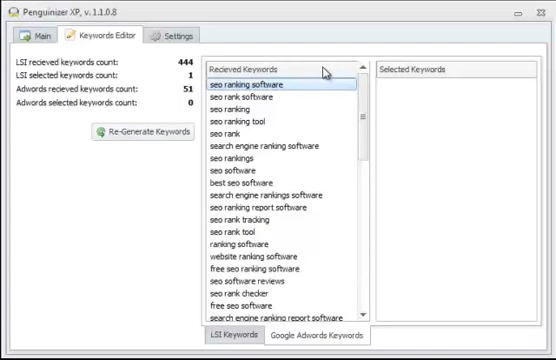 Penguinizer XP, v. 1.1.0.8
Main
Keywords Editor
Settings
LSI recieved keywords count: 444
LSI selected keywords count: 1
Adwords recieved keywords count: 51
Adwords selected keywords count: 0
Re-Generate Keywords
Recieved Keywords
seo ranking software
seo rank software
seo ranking
seo ranking tool
seo rank
search engine ranking software
seo rankings
seo software
best seo software
search engine rankings software
seo ranking report software
seo rank tracking
seo rank tool
ranking software
website ranking software
free seo ranking software
seo software reviews
seo rank checker
free seo software
search engine ranking report software
Selected Keywords
LSI Keywords
Google Adwords Keywords